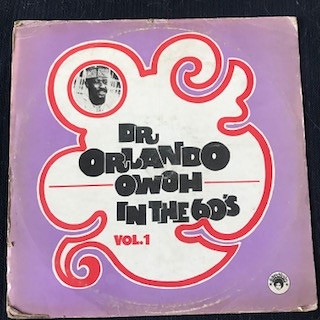 DR
ORLANDO
OWOH
IN THE 60'S
VOL.1